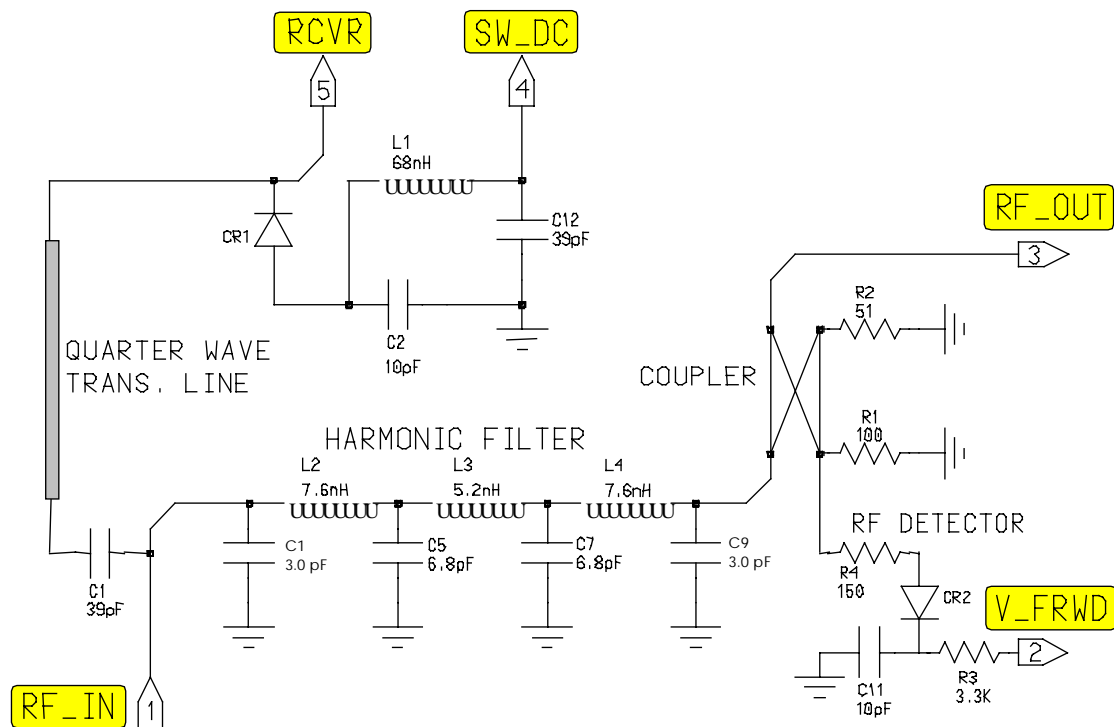 RCVR
SW_DC
5
4
L1
68nH
CR1
C12
39pF
RF_OUT
3
C2
10pF
QUARTER WAVE
TRANS. LINE
R2
51
COUPLER
R1
100
HARMONIC FILTER
L2
7.6nH
L3
5.2nH
L4
7.6nH
C1
3.0 pF
C5
6.8pF
C7
6.8pF
C9
3.0 pF
RF DETECTOR
R4
150
C1
39pF
CR2
V_FRWD
2
R3
3.3K
C11
10pF
RF_IN
1